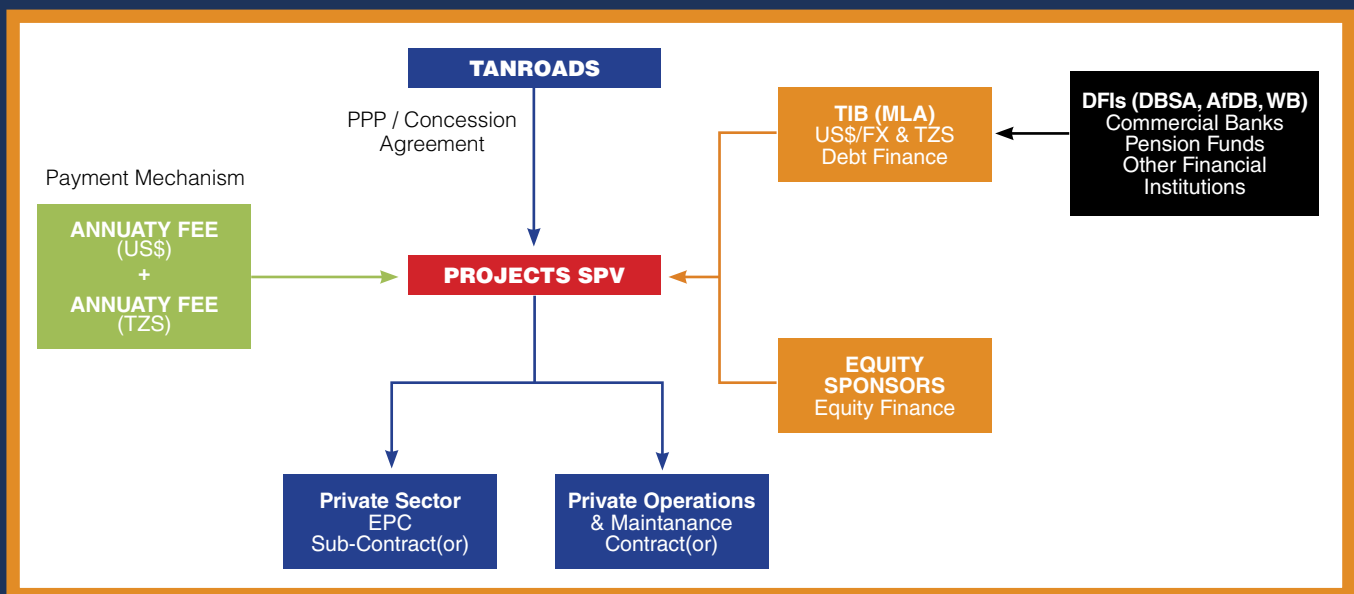 TANROADS
PPP / Concession
Agreement
Payment Mechanism
ANNUATY FEE
(US$)
+
ANNUATY FEE
(TZS)
PROJECTS SPV
TIB (MLA)
US$/FX & TZS
Debt Finance
DFIs (DBSA, AfDB, WB)
Commercial Banks
Pension Funds
Other Financial
Institutions
EQUITY
SPONSORS
Equity Finance
Private Sector
EPC
Sub-Contract(or)
Private Operations
& Maintanance
Contract(or)